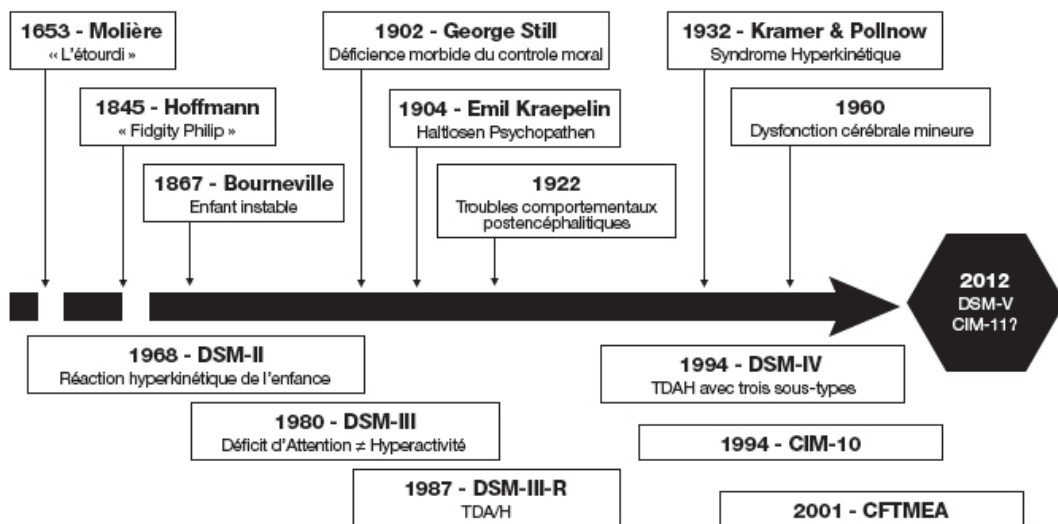 1653 - Molière
« L'étourdi »
1845 - Hoffmann
« Fidgity Philip »
1867 - Bourneville
Enfant instable
1902 - George Still
Déficience morbide du controle moral
1904 - Emil Kraepelin
Haltlosen Psychopathen
1922
Troubles comportementaux
postencéphalitiques
1932 - Kramer & Pollnow
Syndrome Hyperkinétique
1960
Dysfonction cérébrale mineure
2012
DSM-V
CIM-11?
1968 - DSM-II
Réaction hyperkinétique de l'enfance
1980 - DSM-III
Déficit d'Attention ≠ Hyperactivité
1987 - DSM-III-R
TDA/H
1994 - DSM-IV
TDAH avec trois sous-types
1994 - CIM-10
2001 - CFTMEA